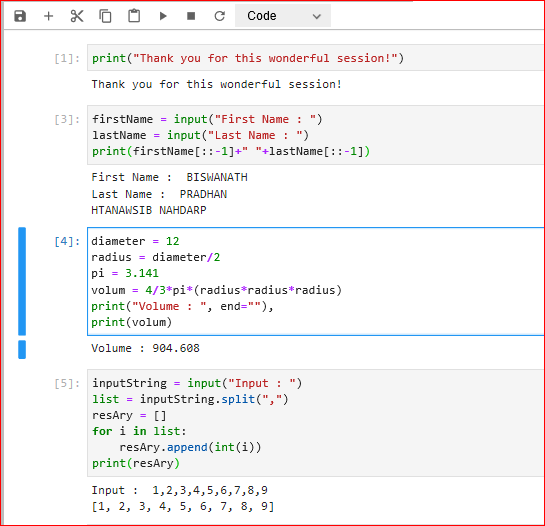 Code
[1]: print("Thank you for this wonderful session!")
Thank you for this wonderful session!
[3]: firstName = input("First Name : ")
lastName = input("Last Name : ")
print(firstName[::-1]+" "+lastName[::-1])
First Name :  BISWANATH
Last Name :  PRADHAN
HTANAWSIB NAHDARP
[4]: diameter = 12
radius = diameter/2
pi = 3.141
volum = 4/3*pi*(radius*radius*radius)
print("Volume : ", end=""),
print(volum)
Volume : 904.608
[5]: inputString = input("Input : ")
list = inputString.split(",")
resAry = []
for i in list:
    resAry.append(int(i))
print(resAry)
Input :  1,2,3,4,5,6,7,8,9
[1, 2, 3, 4, 5, 6, 7, 8, 9]